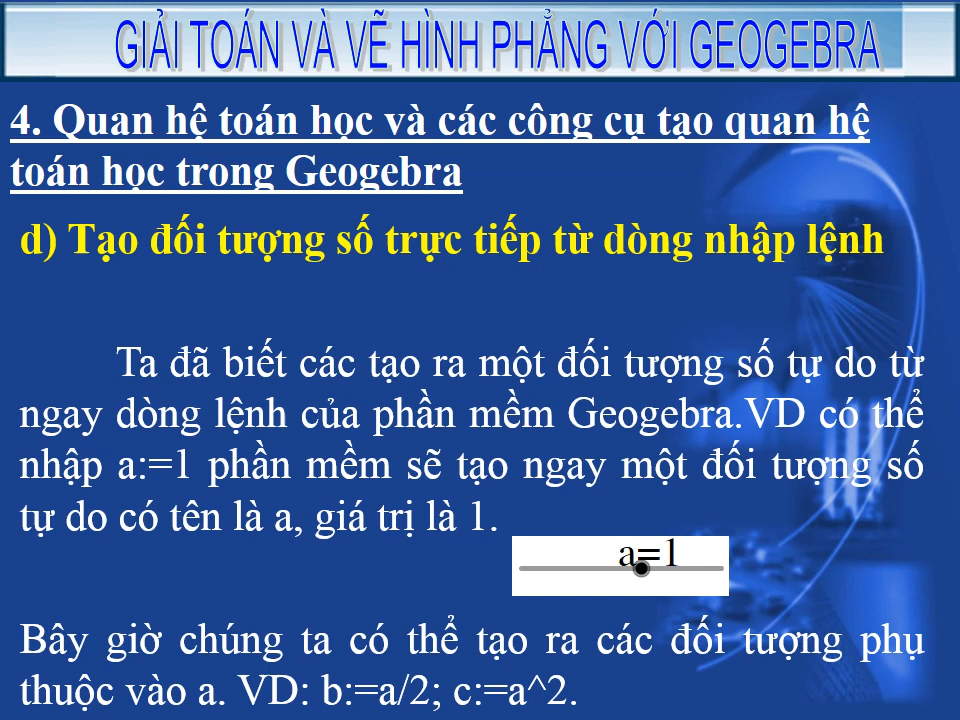 GIẢI TOÁN VÀ VẼ HÌNH PHẲNG VỚI GEOGEBRA
4. Quan hệ toán học và các công cụ tạo quan hệ
toán học trong Geogebra
d) Tạo đối tượng số trực tiếp từ dòng nhập lệnh
Ta đã biết các tạo ra một đối tượng số tự do từ
ngay dòng lệnh của phần mềm Geogebra.VD có thể
nhập a:=1 phần mềm sẽ tạo ngay một đối tượng số
tự do có tên là a, giá trị là 1.
a=1
Bây giờ chúng ta có thể tạo ra các đối tượng phụ
thuộc vào a. VD: b:=a/2; c:=a^2.